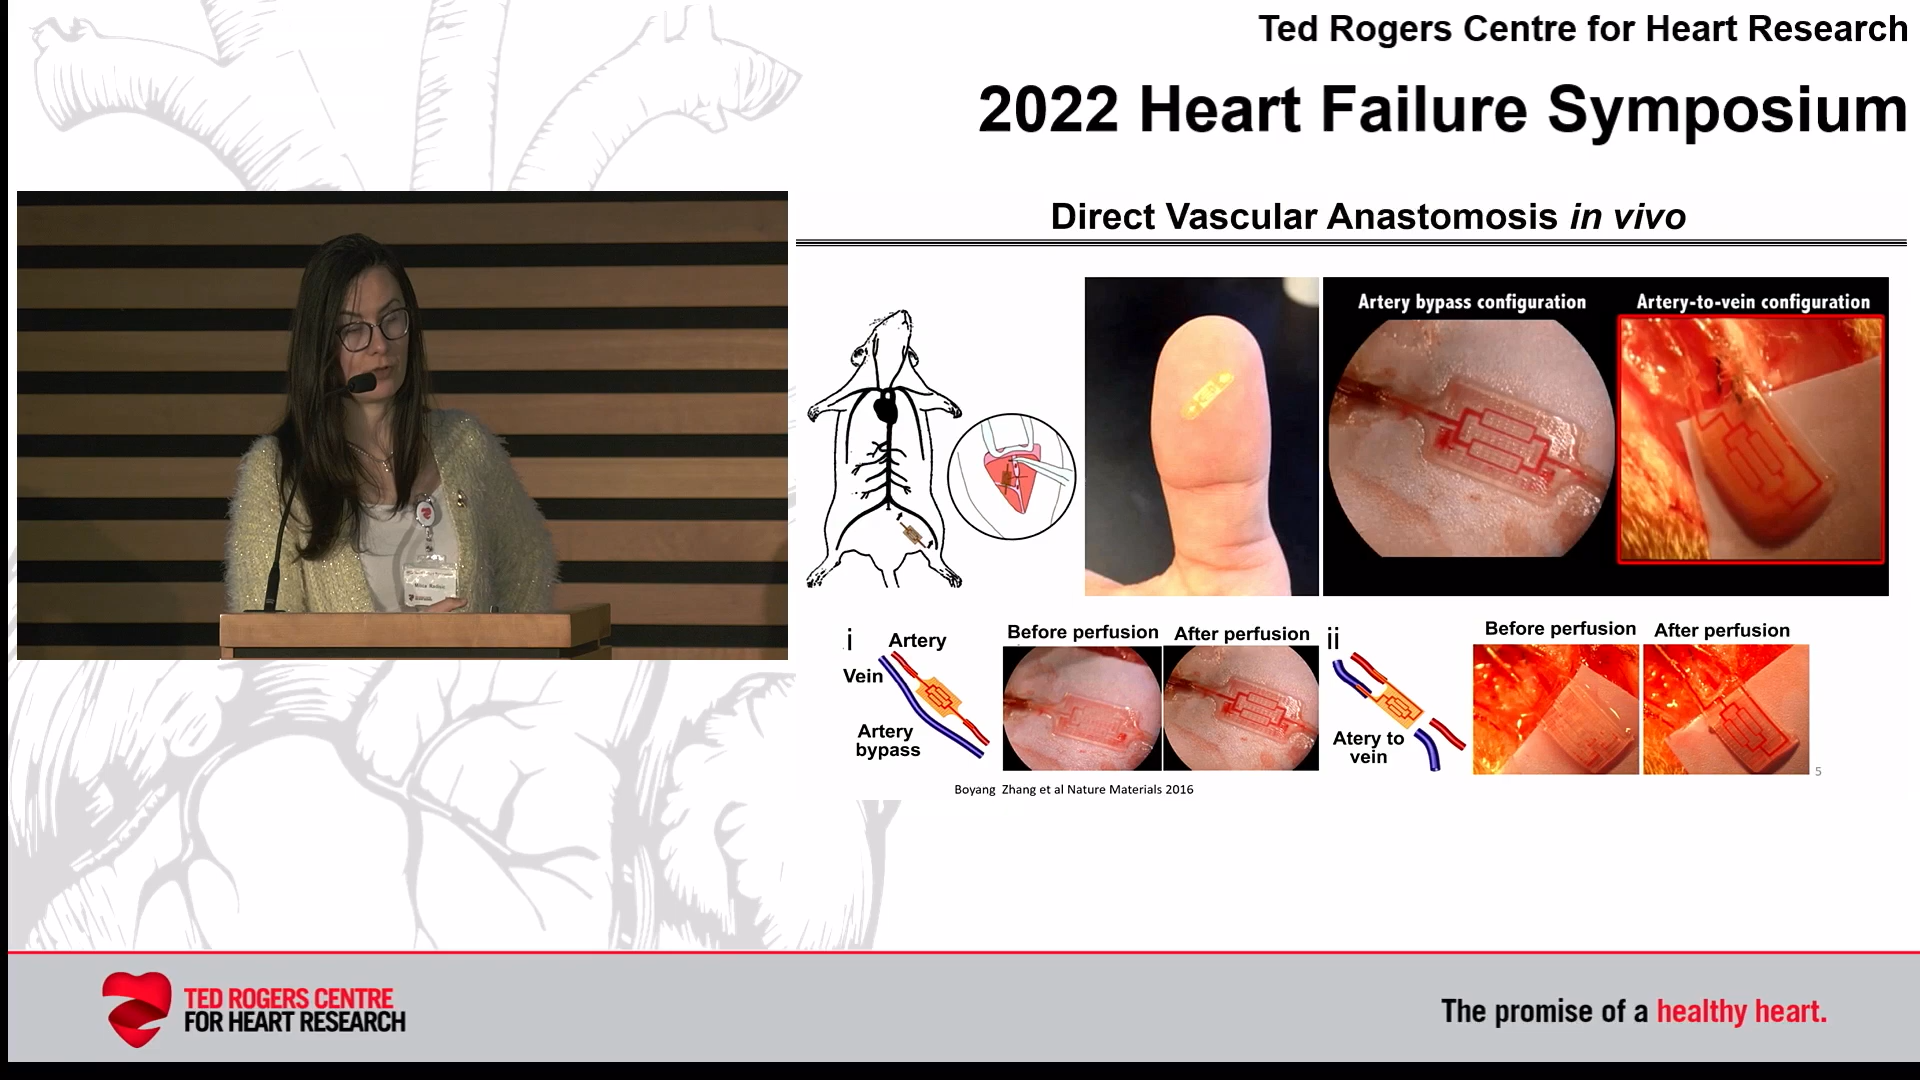 Ted Rogers Centre for Heart Research
2022 Heart Failure Symposium
Direct Vascular Anastomosis in vivo
Artery bypass configuration
Artery-to-vein configuration
i
Artery
Vein
Artery
bypass
Before perfusion
After perfusion
ii
Atery to
vein
Before perfusion
After perfusion
5
Boyang Zhang et al Nature Materials 2016
TED ROGERS CENTRE
FOR HEART RESEARCH
The promise of a healthy heart.